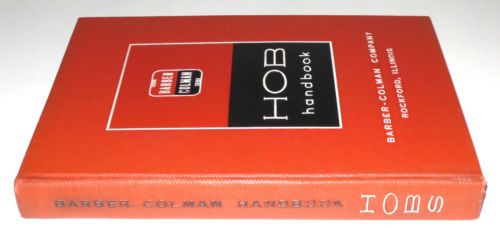 BARBER
COLMAN
HOB
handbook
BARBER-COLMAN COMPANY
ROCKFORD, ILLINOIS
BARBER-COLMAN HANDBOOK HOBS